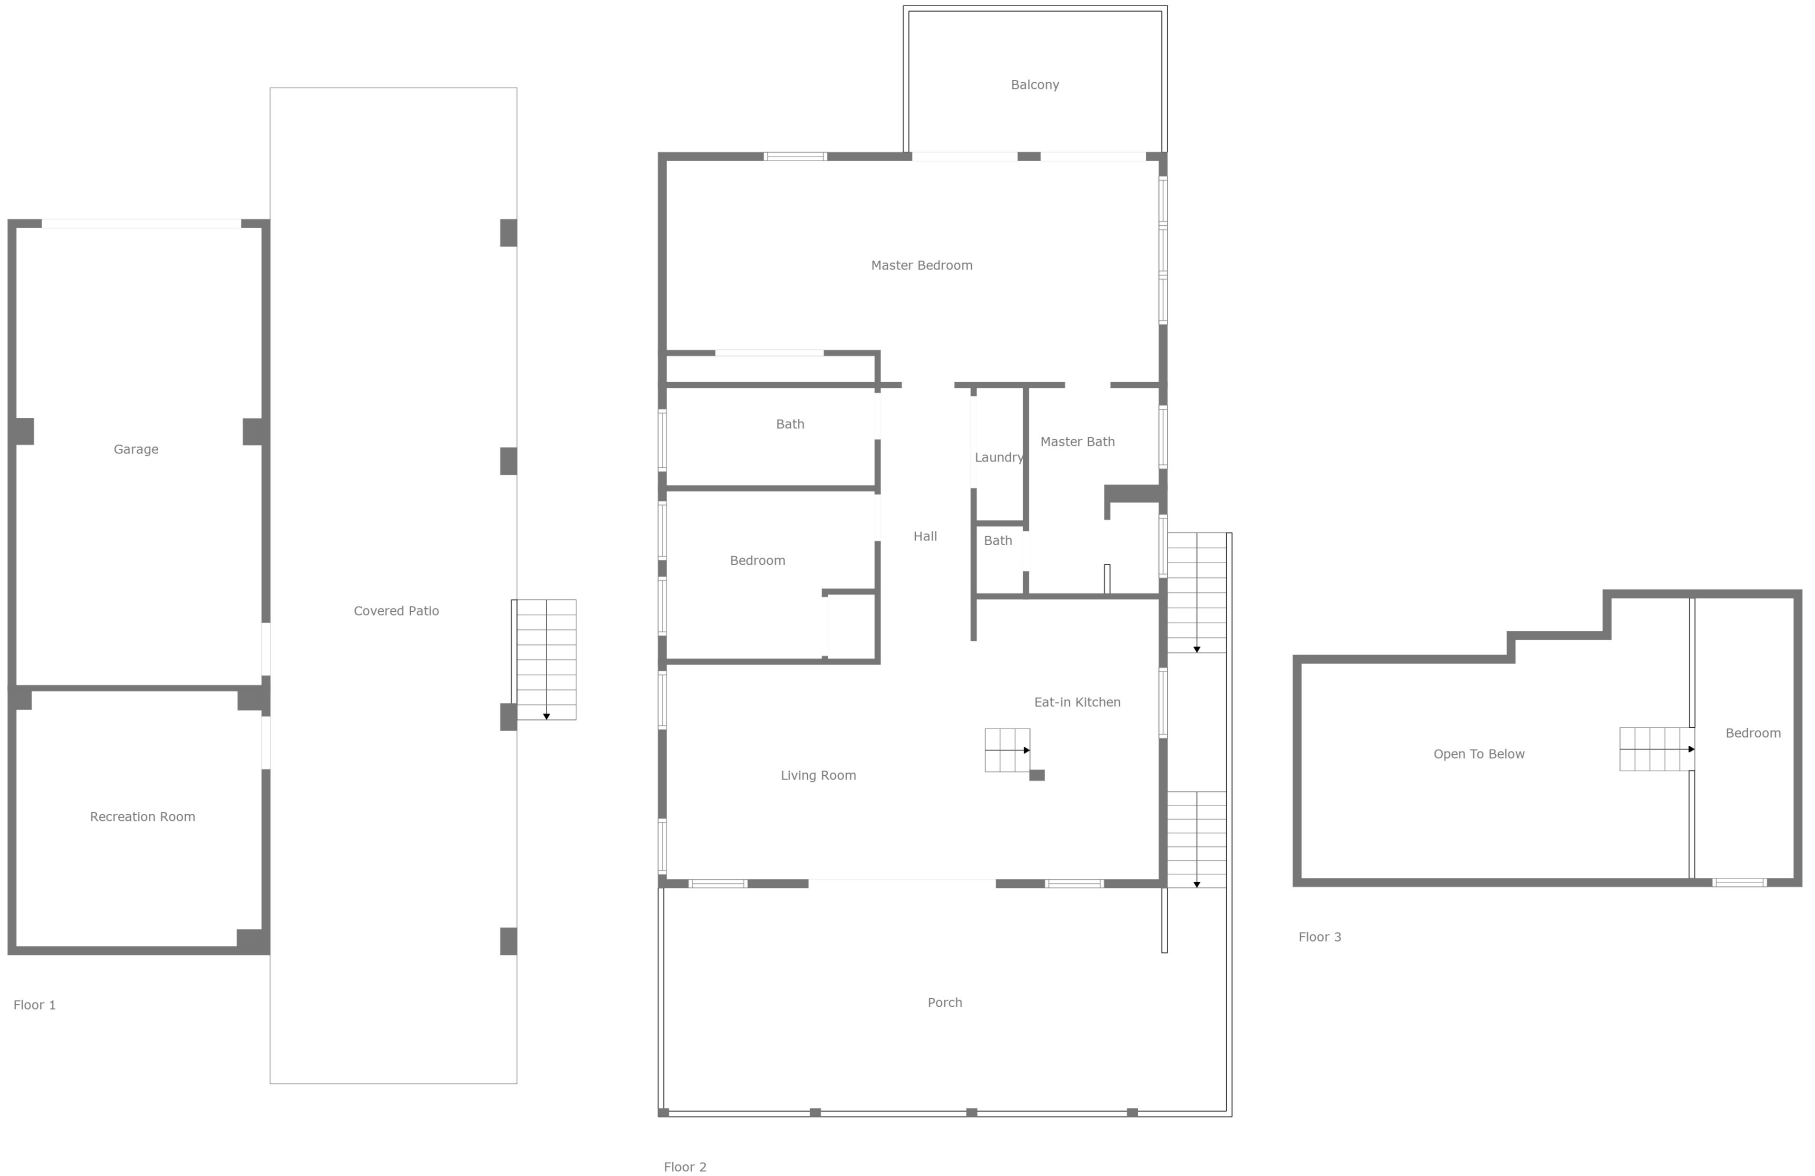 Garage
Covered Patio
Recreation Room
Floor 1
Balcony
Master Bedroom
Bath
Master Bath
Laundry
Hall
Bath
Bedroom
Eat-in Kitchen
Living Room
Porch
Floor 2
Bedroom
Open To Below
Floor 3